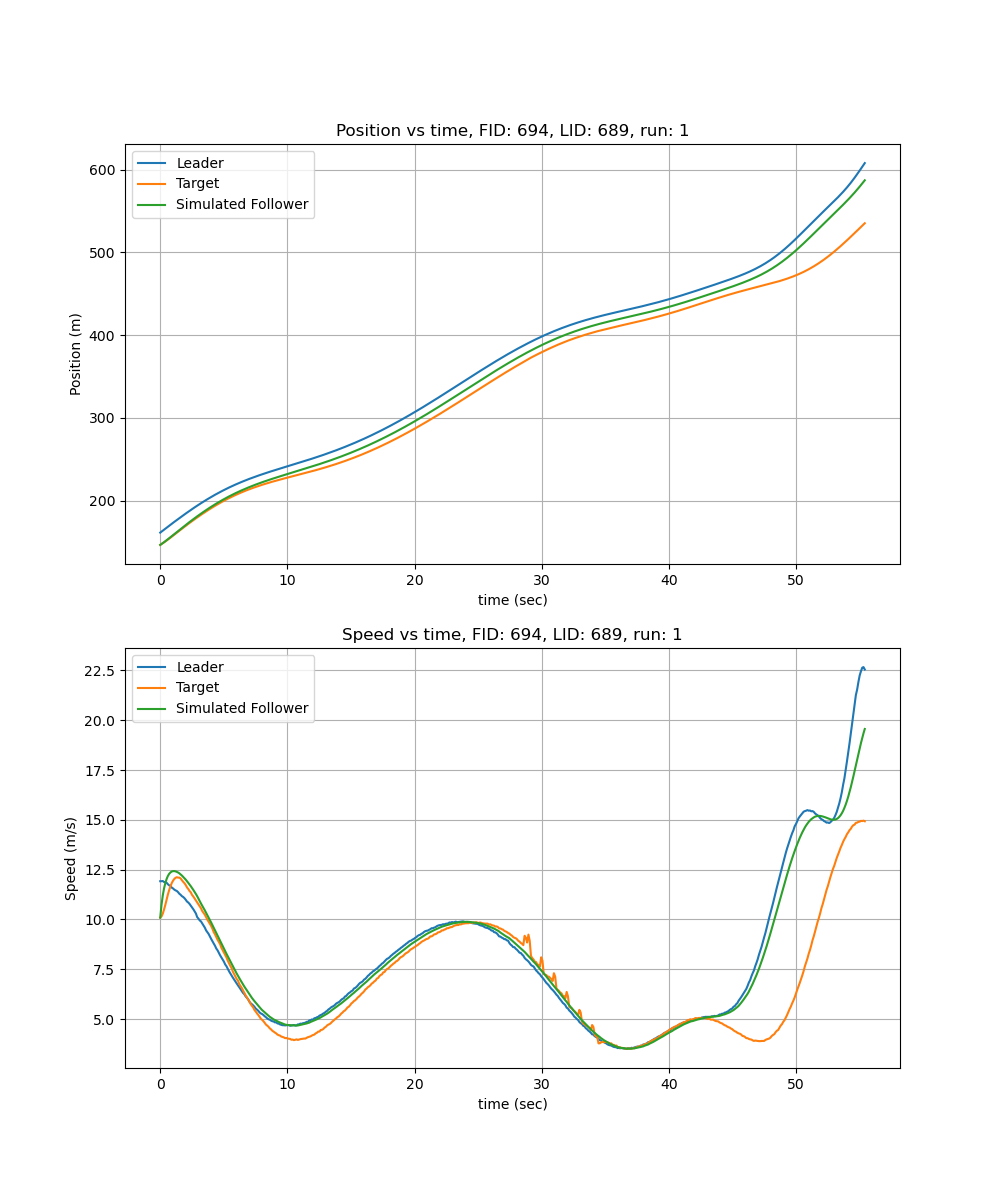 Position vs time, FID: 694, LID: 689, run: 1
Leader
Target
Simulated Follower
600
500
400
300
200
Position (m)
0 10 20 30 40 50
time (sec)
Speed vs time, FID: 694, LID: 689, run: 1
Leader
Target
Simulated Follower
22.5
20.0
17.5
15.0
12.5
10.0
7.5
5.0
Speed (m/s)
0 10 20 30 40 50
time (sec)